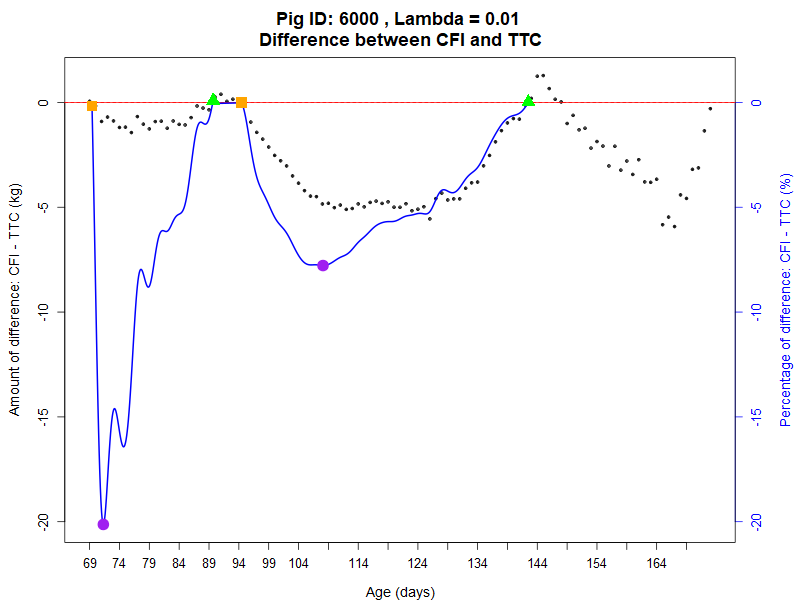 Pig ID: 6000 , Lambda = 0.01
Difference between CFI and TTC
Amount of difference: CFI - TTC (kg)
0
-5
-10
-15
-20
0
-5
-10
-15
-20
Percentage of difference: CFI - TTC (%)
69 74 79 84 89 94 99 104 114 124 134 144 154 164
Age (days)